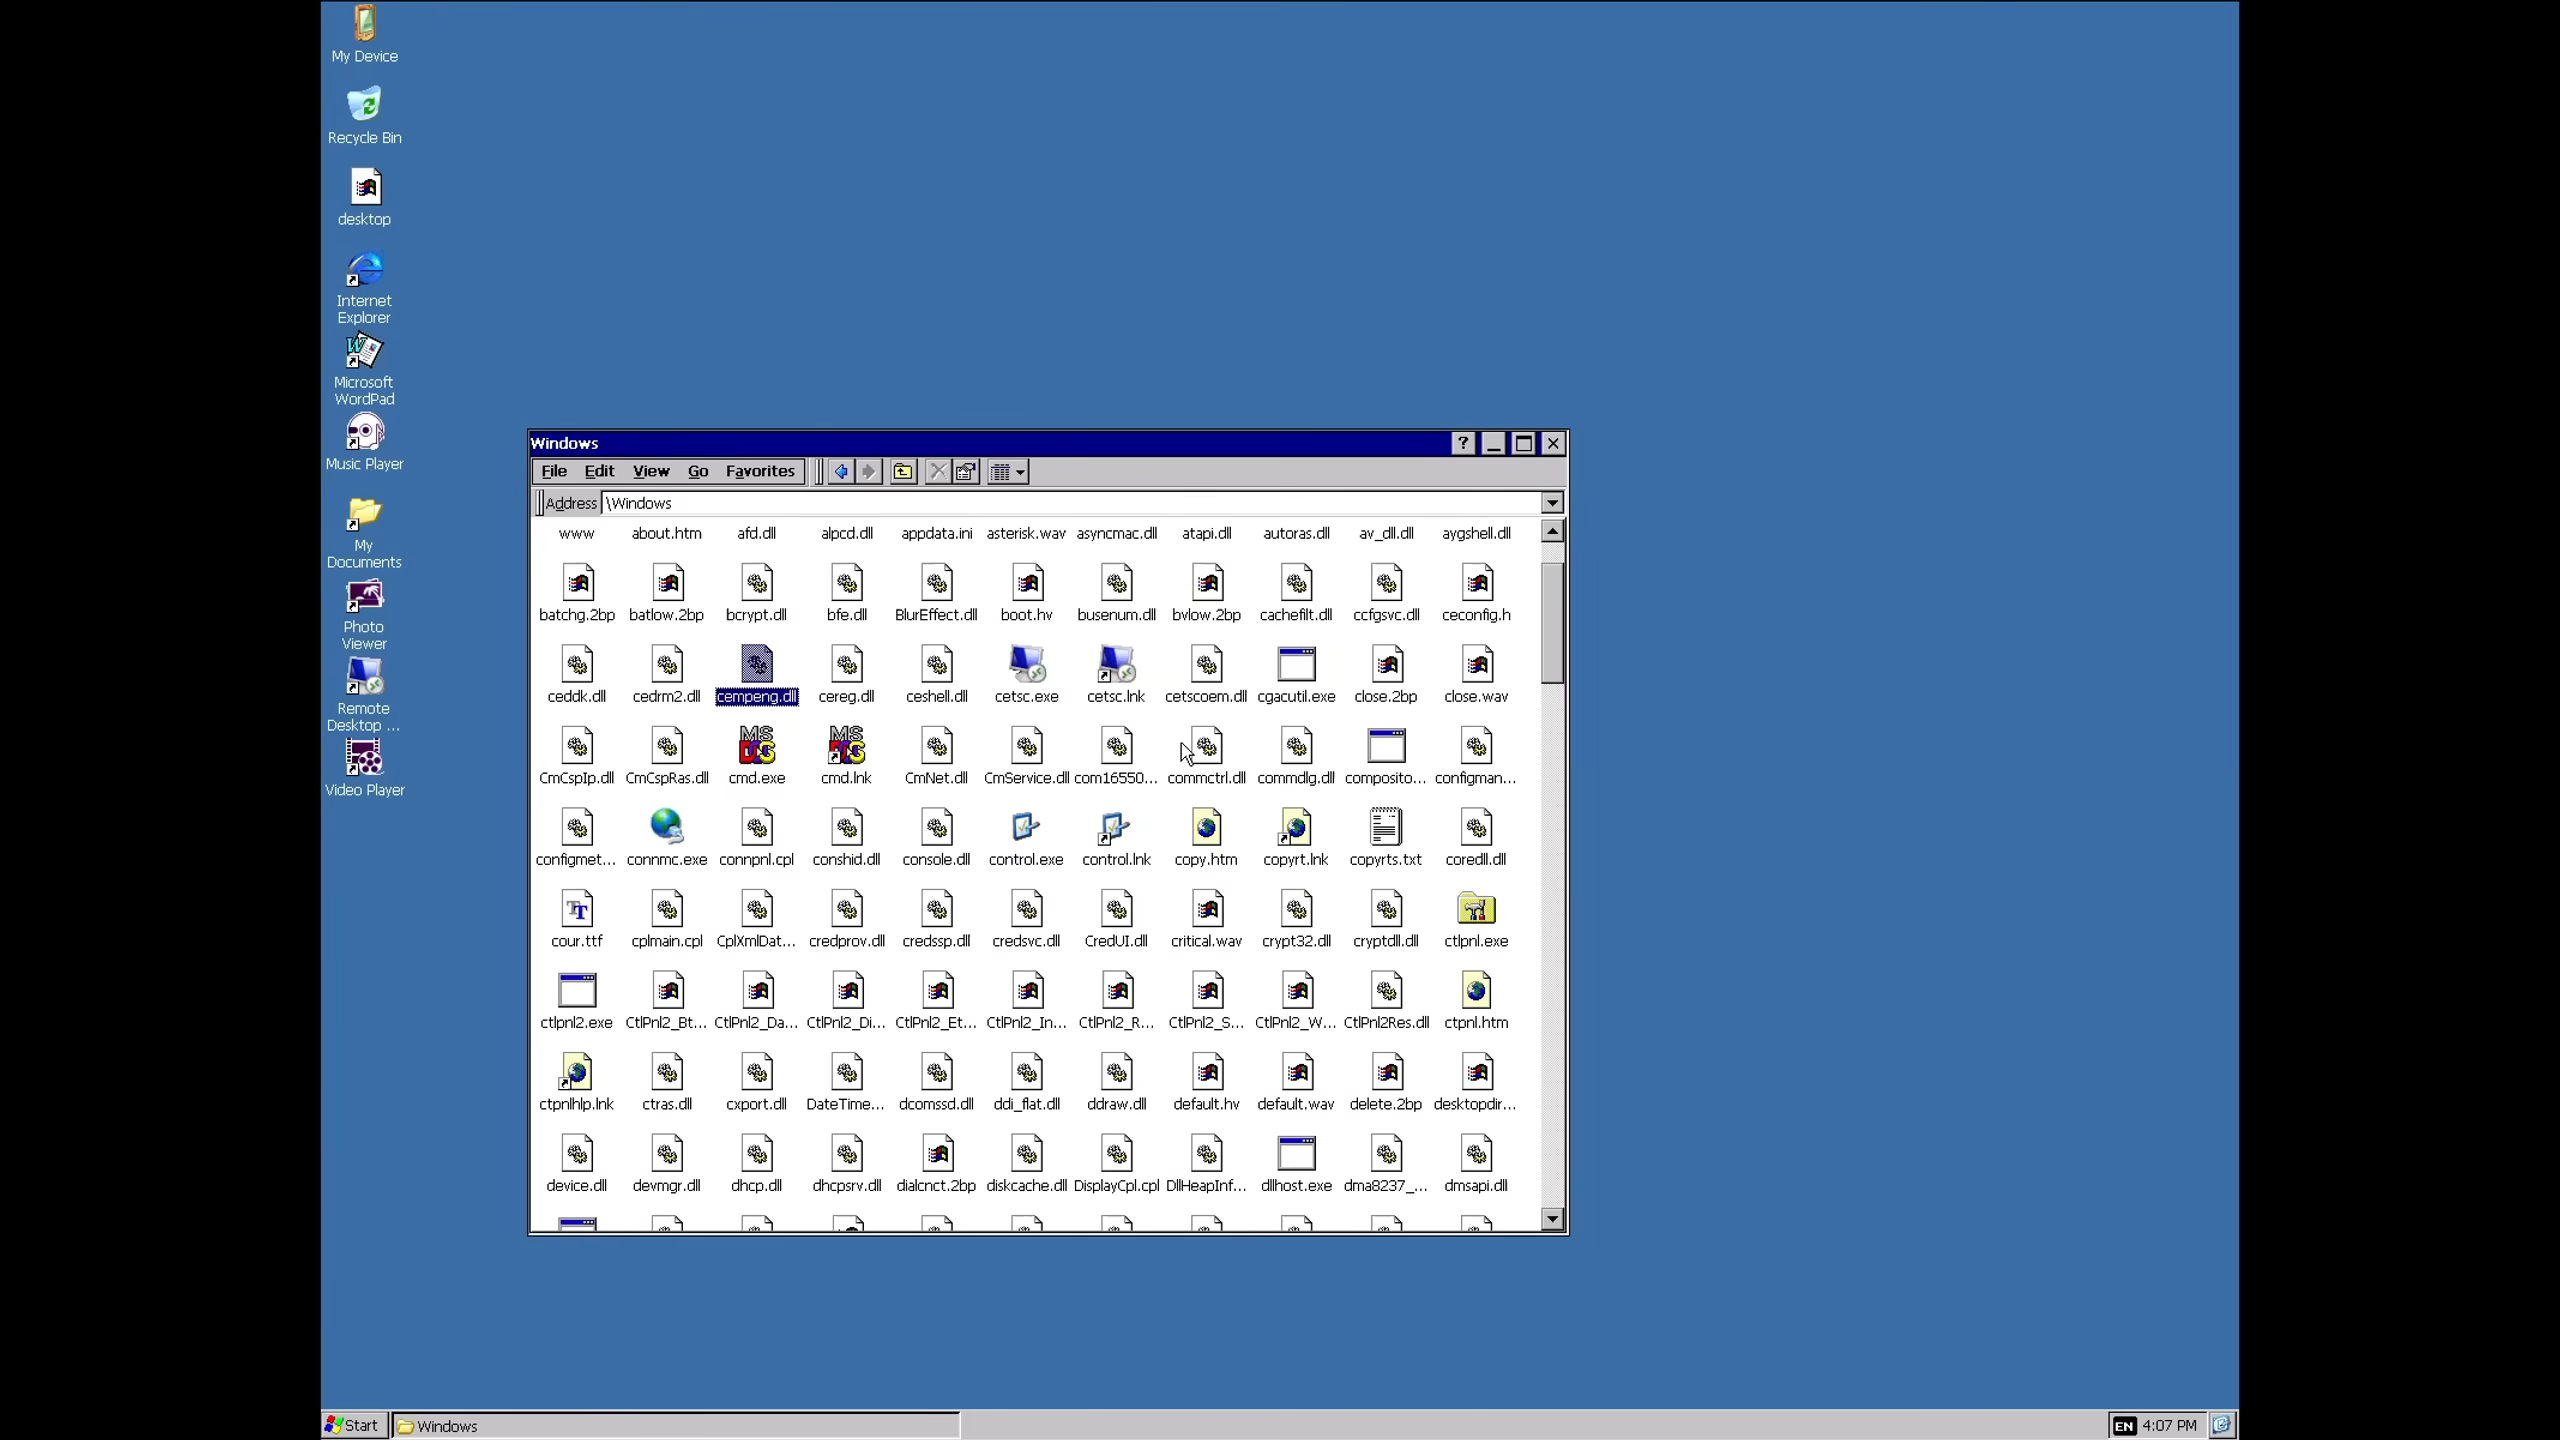 My Device
Recycle Bin
desktop
Internet
Explorer
Microsoft
WordPad
Music Player
My
Documents
Photo
Viewer
Remote
Desktop ...
Video Player
Windows
File Edit View Go Favorites
Address \Windows
www about.htm afd.dll alpcd.dll appdata.ini asterisk.wav asyncmac.dll atapi.dll autoras.dll av_dll.dll aygshell.dll
batchg.2bp batlow.2bp bcrypt.dll bfe.dll BlurEffect.dll boot.hv busenum.dll bvlow.2bp cachefilt.dll ccfgsvc.dll ceconfig.h
ceddk.dll cedrm2.dll cempeng.dll cereg.dll ceshell.dll cetsc.exe cetsc.lnk cetscoem.dll cgacutil.exe close.2bp close.wav
CmCspIp.dll CmCspRas.dll cmd.exe cmd.lnk CmNet.dll CmService.dll com16550... commctrl.dll commdlg.dll composito... configman...
configmet... connmc.exe connpnl.cpl conshid.dll console.dll control.exe control.lnk copy.htm copyrt.lnk copyrts.txt coredll.dll
cour.ttf cplmain.cpl CplXmlDat... credprov.dll credssp.dll credsvc.dll CredUI.dll critical.wav crypt32.dll cryptdll.dll ctlpnl.exe
ctlpnl2.exe CtlPnl2_Bt... CtlPnl2_Da... CtlPnl2_Di... CtlPnl2_Et... CtlPnl2_In... CtlPnl2_R... CtlPnl2_S... CtlPnl2_W... CtlPnl2Res.dll ctpnl.htm
ctpnlhlp.lnk ctras.dll cxport.dll DateTime... dcomssd.dll ddi_flat.dll ddraw.dll default.hv default.wav delete.2bp desktopdir...
device.dll devmgr.dll dhcp.dll dhcpsrv.dll dialcnct.2bp diskcache.dll DisplayCpl.cpl DllHeapInf... dllhost.exe dma8237_... dmsapi.dll
Start Windows EN 4:07 PM